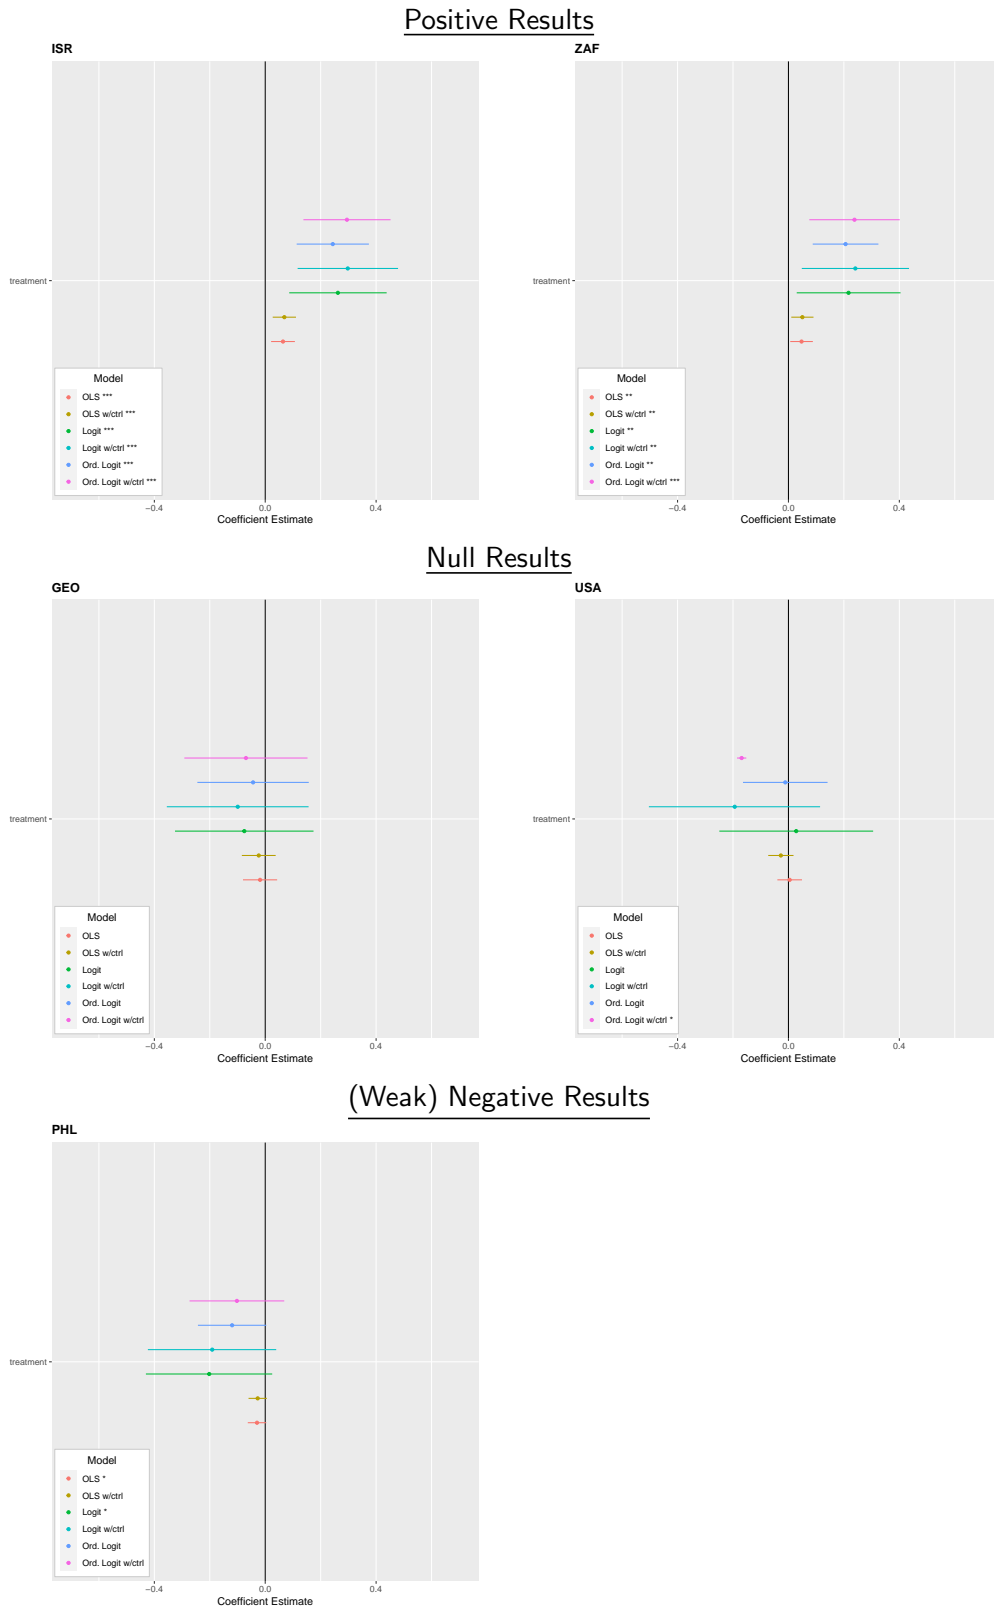 Positive Results
ISR
treatment
Model
OLS ***
OLS w/ctrl ***
Logit ***
Logit w/ctrl ***
Ord. Logit ***
Ord. Logit w/ctrl ***
−0.4 0.0 0.4
Coefficient Estimate
ZAF
treatment
Model
OLS **
OLS w/ctrl **
Logit **
Logit w/ctrl **
Ord. Logit **
Ord. Logit w/ctrl ***
−0.4 0.0 0.4
Coefficient Estimate
Null Results
GEO
treatment
Model
OLS
OLS w/ctrl
Logit
Logit w/ctrl
Ord. Logit
Ord. Logit w/ctrl
−0.4 0.0 0.4
Coefficient Estimate
USA
treatment
Model
OLS
OLS w/ctrl
Logit
Logit w/ctrl
Ord. Logit
Ord. Logit w/ctrl *
−0.4 0.0 0.4
Coefficient Estimate
(Weak) Negative Results
PHL
treatment
Model
OLS *
OLS w/ctrl
Logit *
Logit w/ctrl
Ord. Logit
Ord. Logit w/ctrl
−0.4 0.0 0.4
Coefficient Estimate